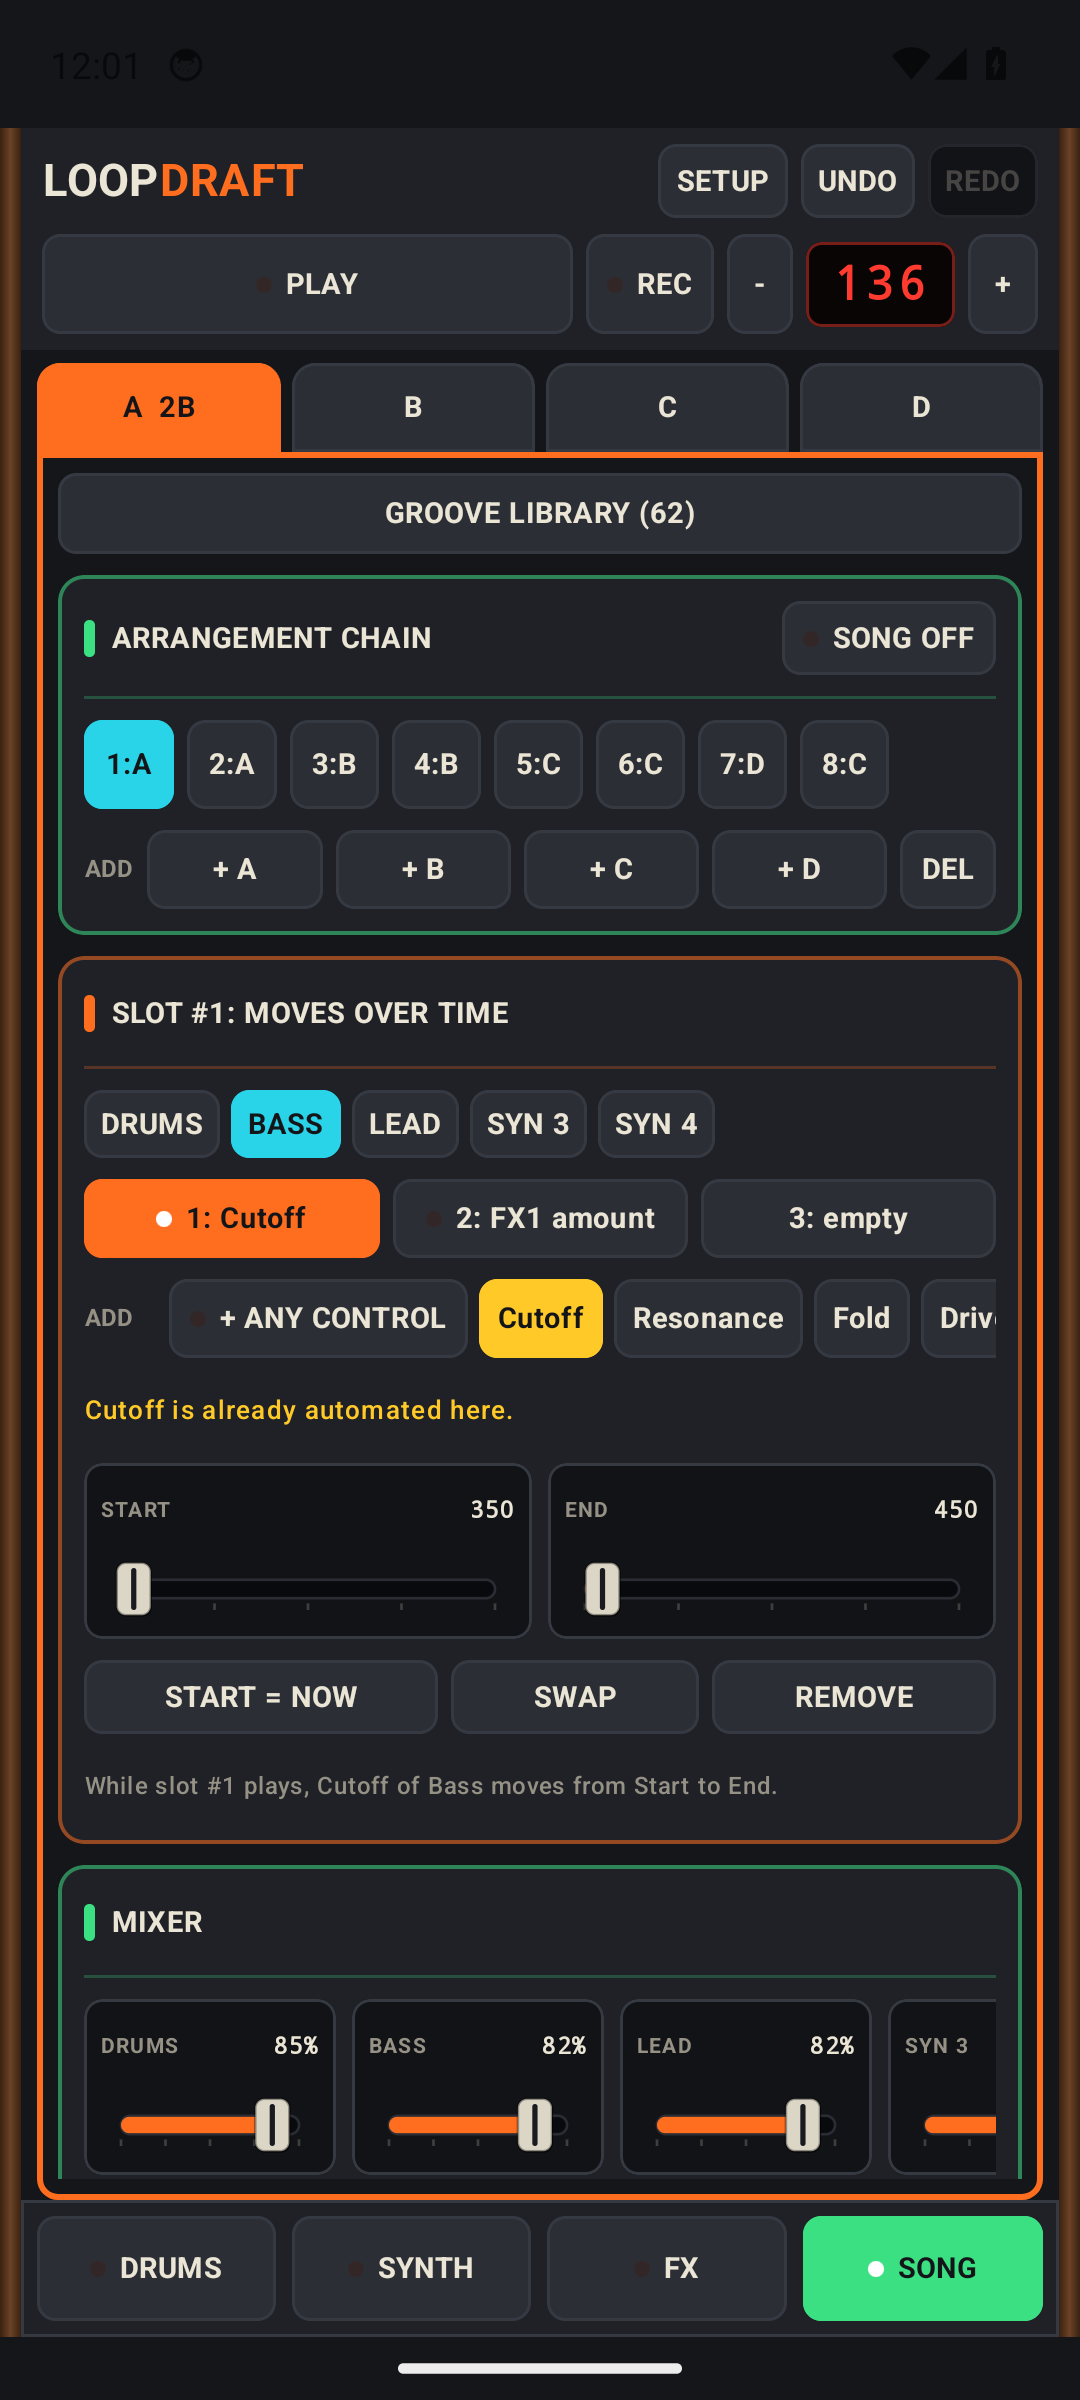 12:01
LOOPDRAFT
SETUP UNDO REDO
PLAY REC - 136 +
A 2B B C D
GROOVE LIBRARY (62)
ARRANGEMENT CHAIN SONG OFF
1:A 2:A 3:B 4:B 5:C 6:C 7:D 8:C
ADD + A + B + C + D DEL
SLOT #1: MOVES OVER TIME
DRUMS BASS LEAD SYN 3 SYN 4
1: Cutoff 2: FX1 amount 3: empty
ADD + ANY CONTROL Cutoff Resonance Fold
Cutoff is already automated here.
START 350 END 450
START = NOW SWAP REMOVE
While slot #1 plays, Cutoff of Bass moves from Start to End.
MIXER
DRUMS 85% BASS 82% LEAD 82% SYN 3
DRUMS SYNTH FX SONG